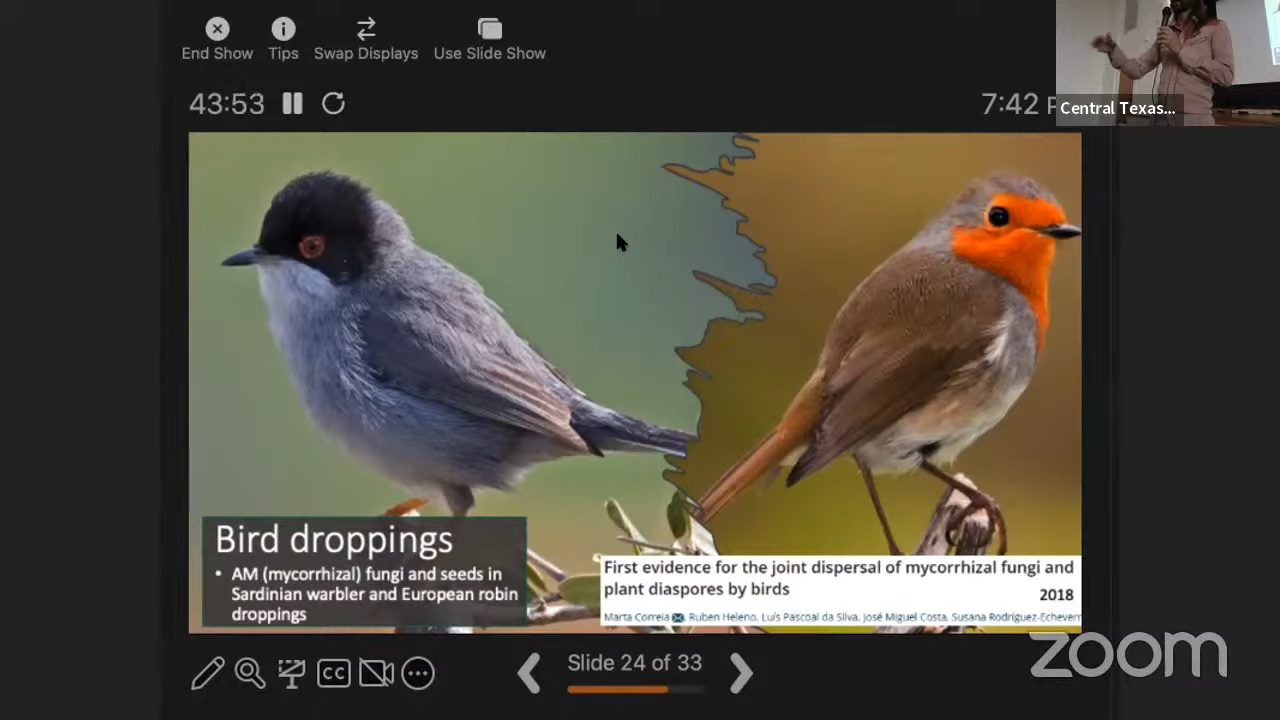 End Show Tips Swap Displays Use Slide Show
43:53
7:42 P
Central Texas...
Bird droppings
• AM (mycorrhizal) fungi and seeds in
Sardinian warbler and European robin
droppings
First evidence for the joint dispersal of mycorrhizal fungi and
plant diaspores by birds
2018
Marta Correia, Ruben Heleno, Luís Pascoal da Silva, José Miguel Costa, Susana Rodríguez-Echeverr
CC
Slide 24 of 33
zoom